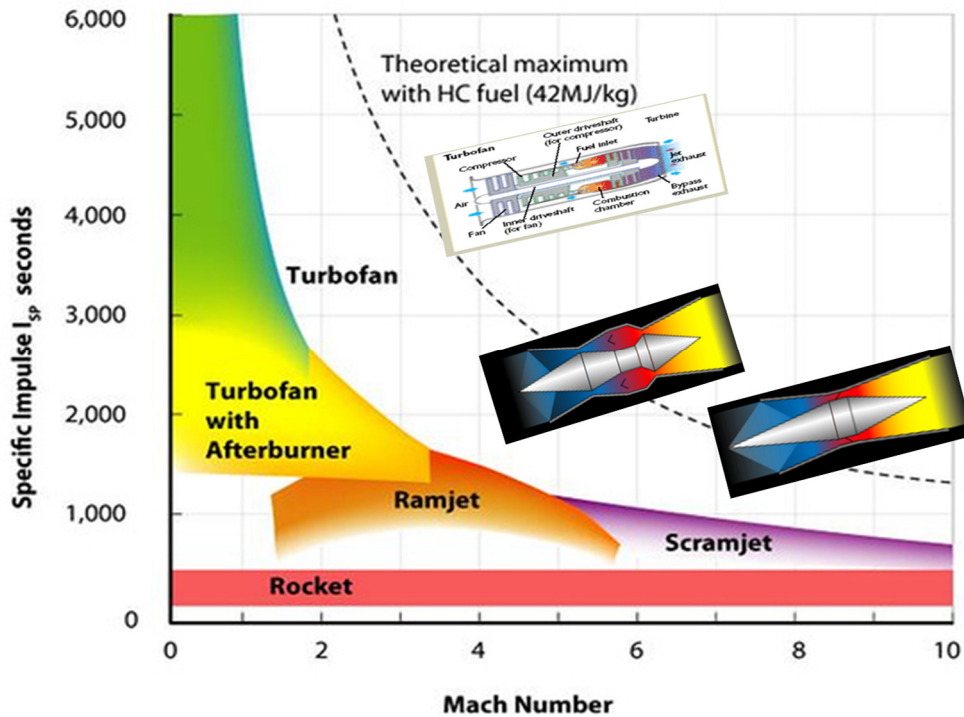 6,000
5,000
4,000
3,000
2,000
1,000
0
Specific Impulse ISP seconds
Theoretical maximum
with HC fuel (42MJ/kg)
Turbofan
Compressor
Outer driveshaft
(for compressor)
Fuel inlet
Turbine
Jet
exhaust
Bypass
exhaust
Combustion
chamber
Inner driveshaft
(for fan)
Fan
Air
Turbofan
Turbofan
with
Afterburner
Ramjet
Scramjet
Rocket
0 2 4 6 8 10
Mach Number